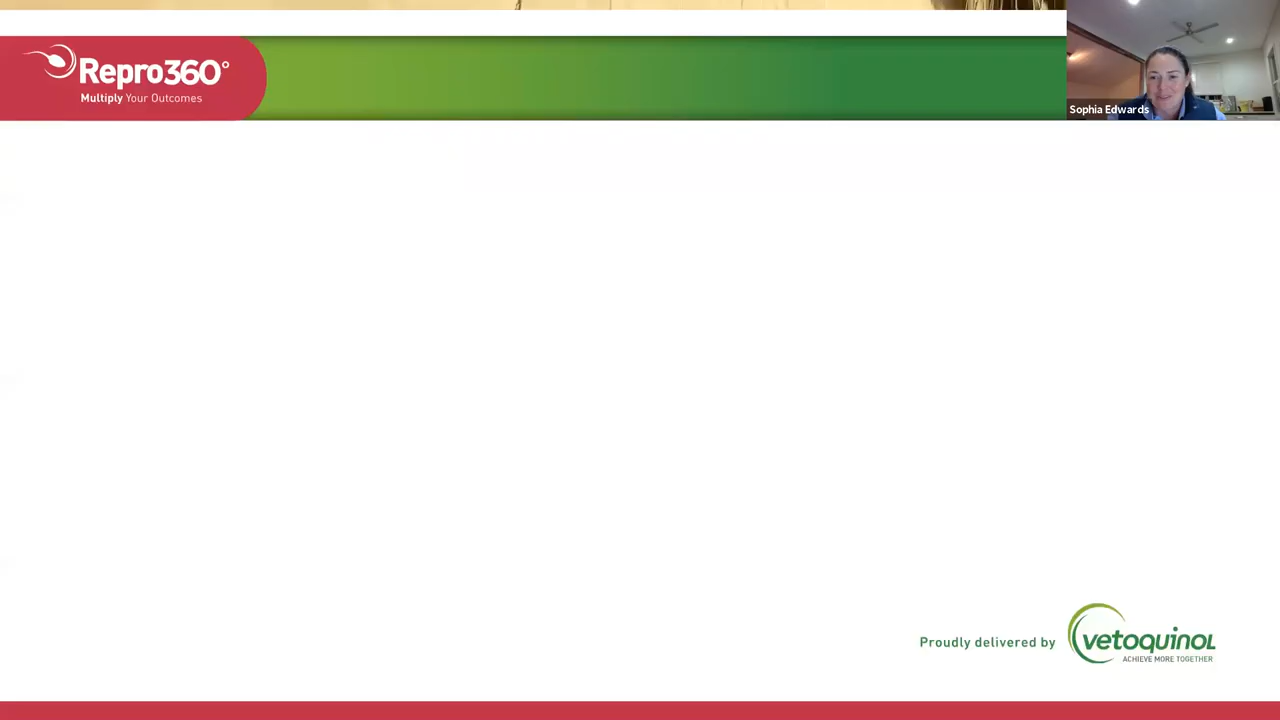 Repro360°
Multiply Your Outcomes
Sophia Edwards
Proudly delivered by
vetoquinol
ACHIEVE MORE TOGETHER